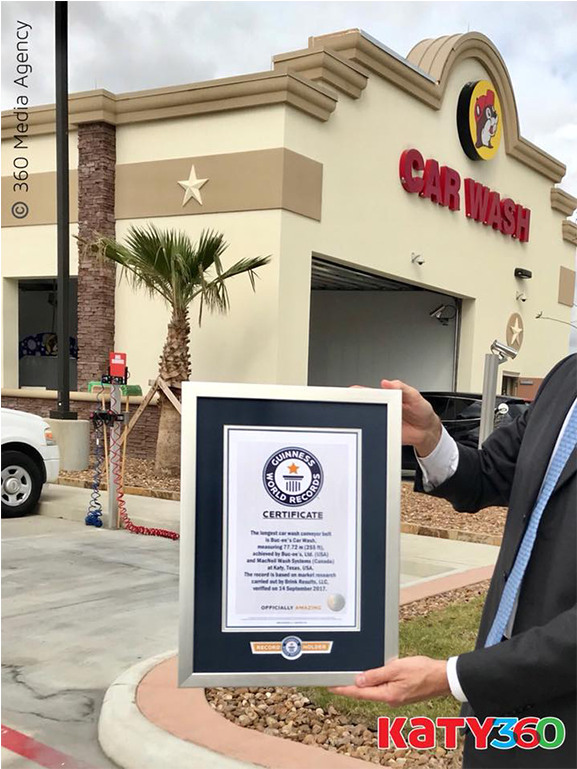 © 360 Media Agency
CAR WASH
GUINNESS
WORLD RECORDS
CERTIFICATE
The longest car wash conveyor belt
is Buc-ee's Car Wash,
measuring 77.72 m (255 ft),
achieved by Buc-ee's, Ltd. (USA)
and MacNeil Wash Systems (Canada)
at Katy, Texas, USA.
The record is based on market research
carried out by Brink Results, LLC,
verified on 14 September 2017.
OFFICIALLY AMAZING
RECORD HOLDER
KATY360